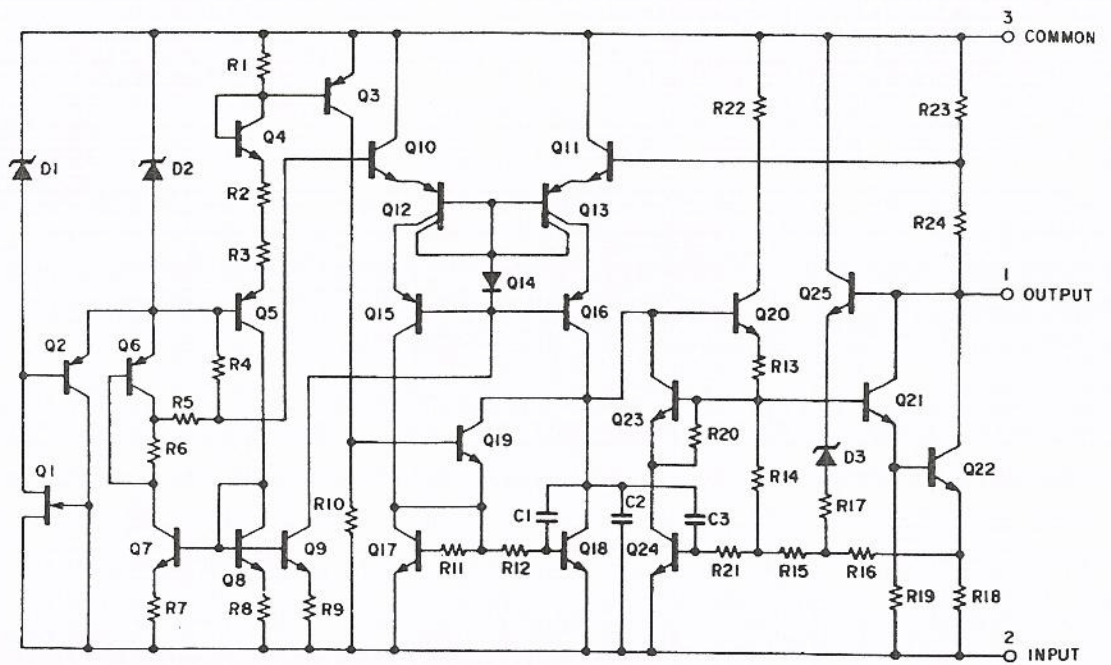 3
COMMON
R1
Q3
R22
R23
Q4
D1
D2
Q10
Q11
R2
Q12
Q13
R24
R3
1
OUTPUT
Q14
Q5
Q15
Q16
Q20
Q25
Q2
Q6
R4
R13
Q23
Q21
R5
R20
Q19
R6
D3
Q22
R14
Q1
R10
C1
C2
C3
R17
Q7
Q9
Q17
Q18
Q24
R11
R12
R21
R15
R16
Q8
R7
R8
R9
R19
R18
2
INPUT